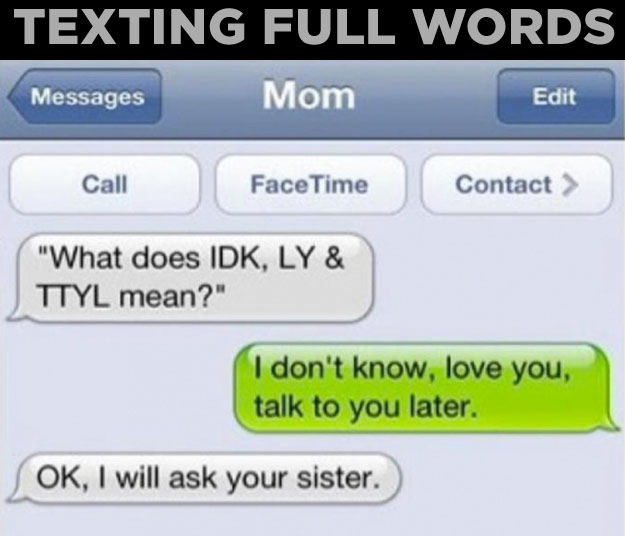 TEXTING FULL WORDS
Messages
Mom
Edit
Call
FaceTime
Contact
"What does IDK, LY &
TTYL mean?"
I don't know, love you,
talk to you later.
OK, I will ask your sister.